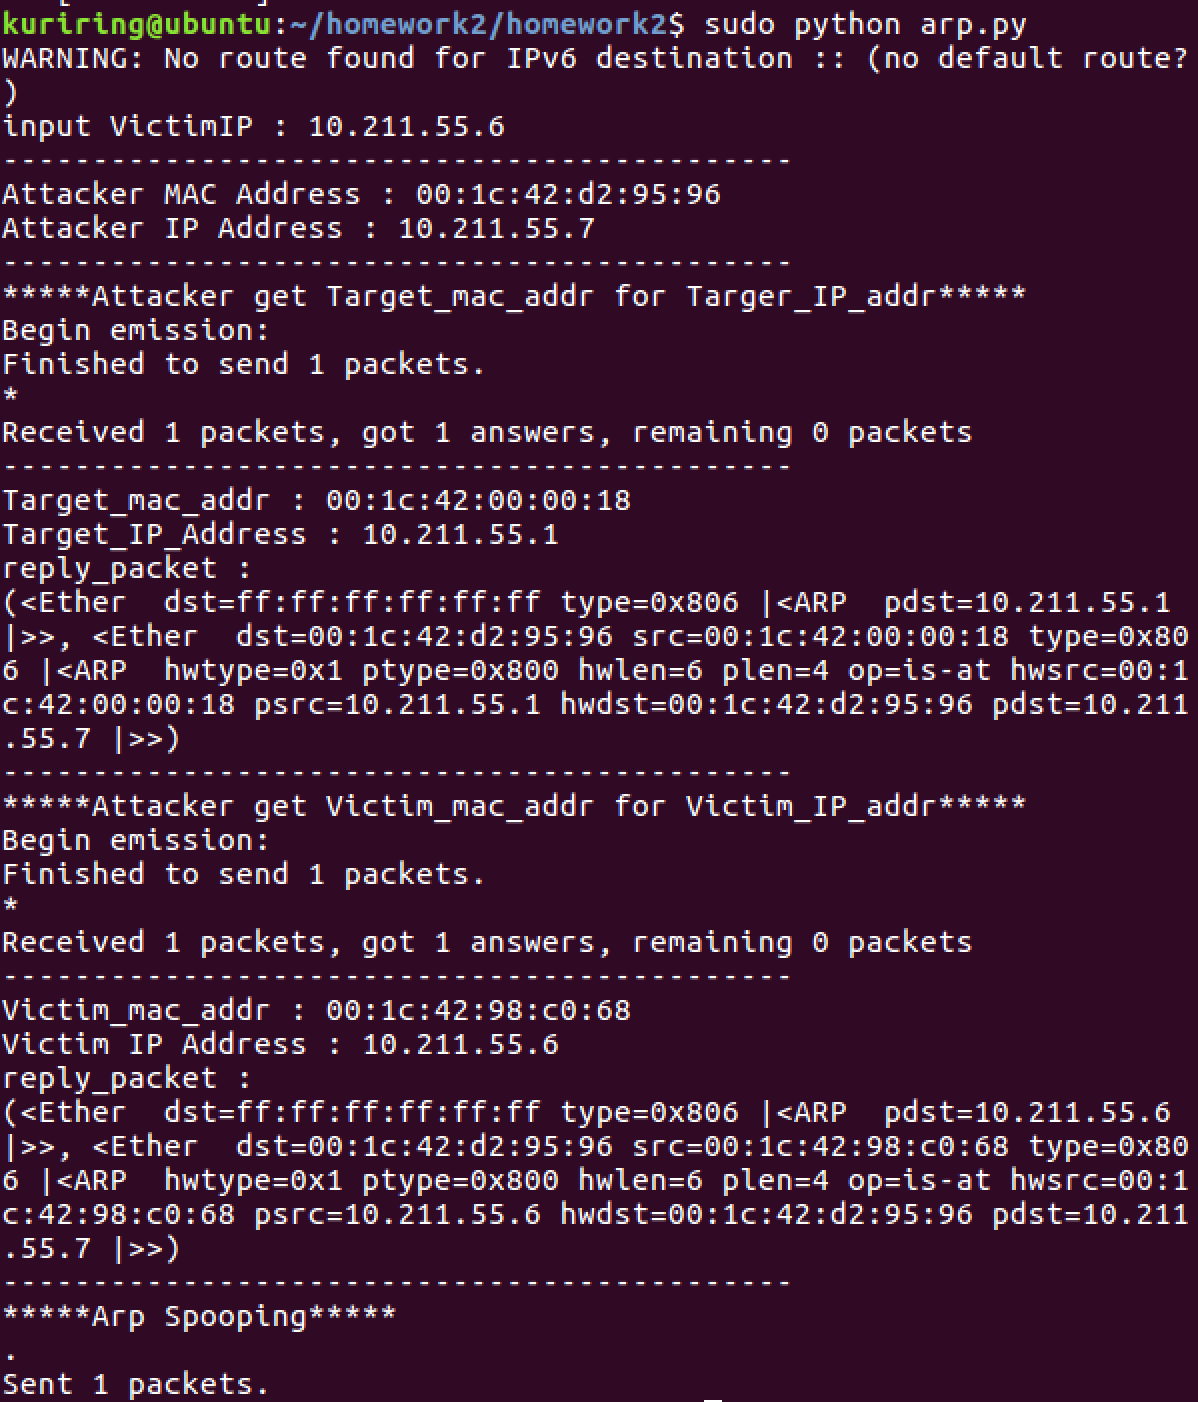 kuriring@ubuntu:~/homework2/homework2$ sudo python arp.py
WARNING: No route found for IPv6 destination :: (no default route?
)
input VictimIP : 10.211.55.6
--------------------------------------------
Attacker MAC Address : 00:1c:42:d2:95:96
Attacker IP Address : 10.211.55.7
--------------------------------------------
*****Attacker get Target_mac_addr for Targer_IP_addr*****
Begin emission:
Finished to send 1 packets.
*
Received 1 packets, got 1 answers, remaining 0 packets
--------------------------------------------
Target_mac_addr : 00:1c:42:00:00:18
Target_IP_Address : 10.211.55.1
reply_packet :
(<Ether  dst=ff:ff:ff:ff:ff:ff type=0x806 |<ARP  pdst=10.211.55.1
|>>, <Ether  dst=00:1c:42:d2:95:96 src=00:1c:42:00:00:18 type=0x80
6 |<ARP  hwtype=0x1 ptype=0x800 hwlen=6 plen=4 op=is-at hwsrc=00:1
c:42:00:00:18 psrc=10.211.55.1 hwdst=00:1c:42:d2:95:96 pdst=10.211
.55.7 |>>)
--------------------------------------------
*****Attacker get Victim_mac_addr for Victim_IP_addr*****
Begin emission:
Finished to send 1 packets.
*
Received 1 packets, got 1 answers, remaining 0 packets
--------------------------------------------
Victim_mac_addr : 00:1c:42:98:c0:68
Victim IP Address : 10.211.55.6
reply_packet :
(<Ether  dst=ff:ff:ff:ff:ff:ff type=0x806 |<ARP  pdst=10.211.55.6
|>>, <Ether  dst=00:1c:42:d2:95:96 src=00:1c:42:98:c0:68 type=0x80
6 |<ARP  hwtype=0x1 ptype=0x800 hwlen=6 plen=4 op=is-at hwsrc=00:1
c:42:98:c0:68 psrc=10.211.55.6 hwdst=00:1c:42:d2:95:96 pdst=10.211
.55.7 |>>)
--------------------------------------------
*****Arp Spooping*****
.
Sent 1 packets.